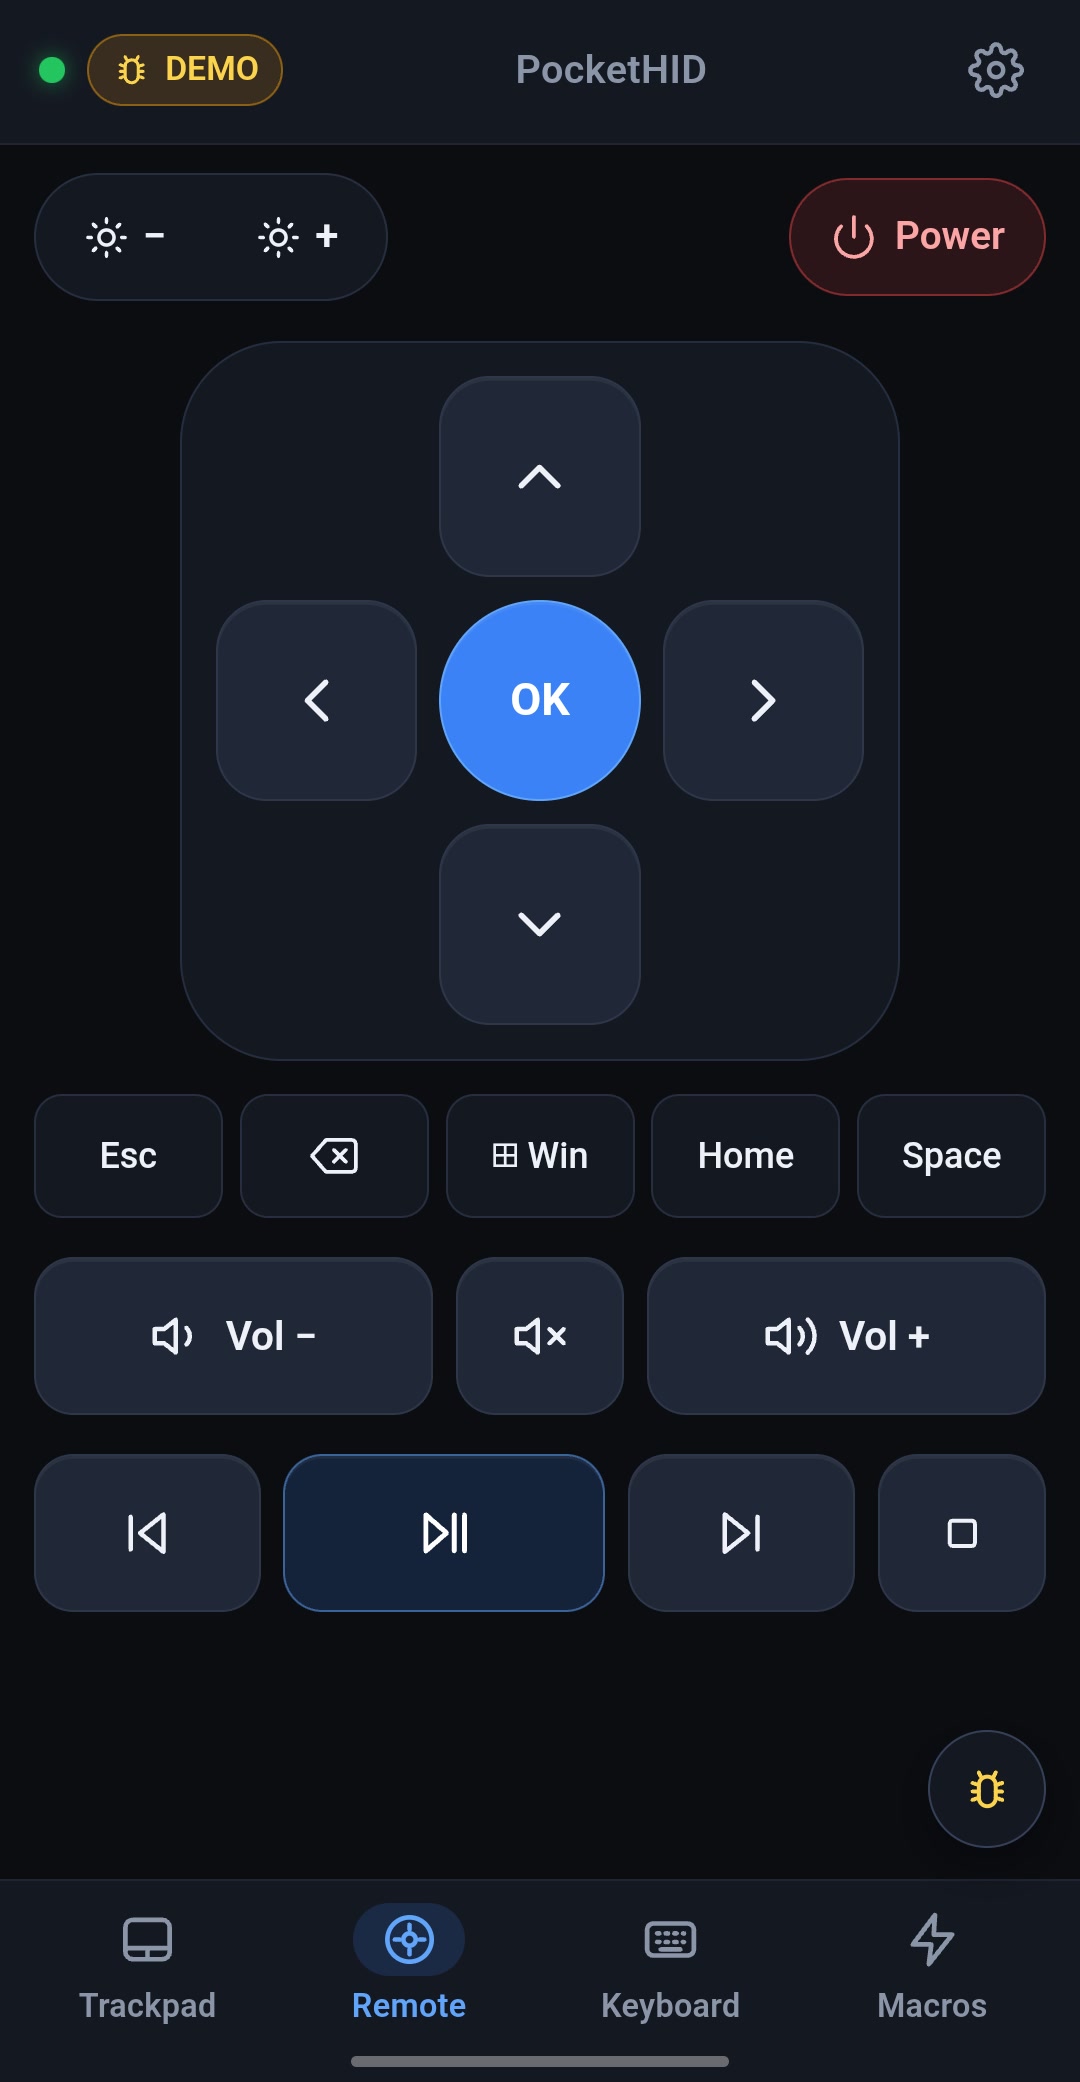 DEMO
PocketHID
−
+
Power
OK
Esc
Win
Home
Space
Vol −
Vol +
Trackpad
Remote
Keyboard
Macros